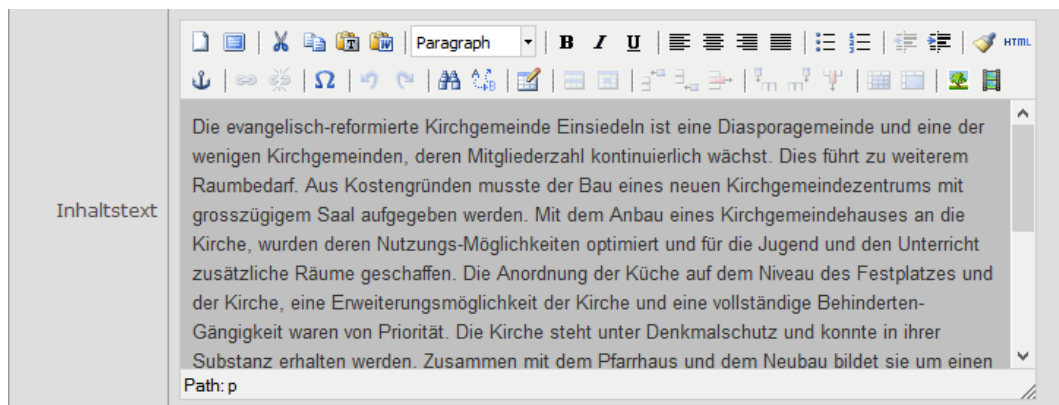 Paragraph
B I U
HTML
Inhaltstext
Die evangelisch-reformierte Kirchgemeinde Einsiedeln ist eine Diasporagemeinde und eine der
wenigen Kirchgemeinden, deren Mitgliederzahl kontinuierlich wächst. Dies führt zu weiterem
Raumbedarf. Aus Kostengründen musste der Bau eines neuen Kirchgemeindezentrums mit
grosszügigem Saal aufgegeben werden. Mit dem Anbau eines Kirchgemeindehauses an die
Kirche, wurden deren Nutzungs-Möglichkeiten optimiert und für die Jugend und den Unterricht
zusätzliche Räume geschaffen. Die Anordnung der Küche auf dem Niveau des Festplatzes und
der Kirche, eine Erweiterungsmöglichkeit der Kirche und eine vollständige Behinderten-
Gängigkeit waren von Priorität. Die Kirche steht unter Denkmalschutz und konnte in ihrer
Substanz erhalten werden. Zusammen mit dem Pfarrhaus und dem Neubau bildet sie um einen
Path: p